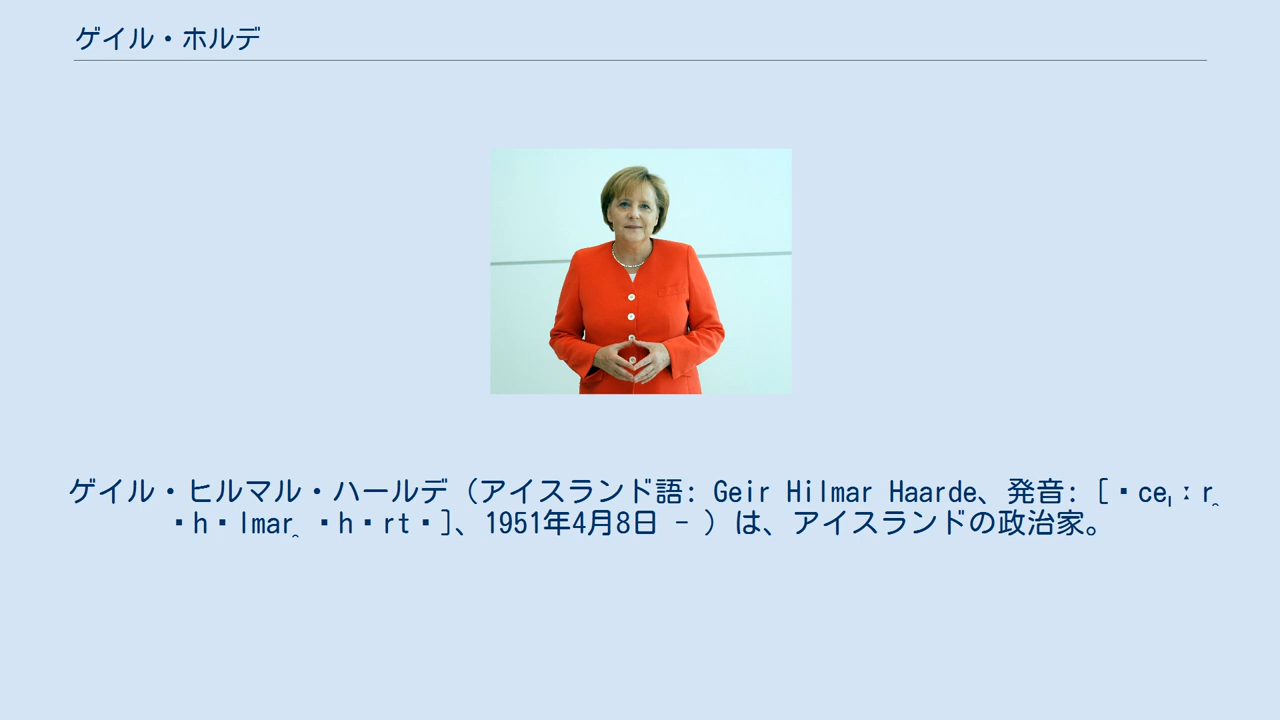 ゲイル・ホルデ
ゲイル・ヒルマル・ハールデ（アイスランド語: Geir Hilmar Haarde、発音: [▪ce̩ːr̥
▪h▪lmar̥ ▪h▪rt▪]、1951年4月8日 - ）は、アイスランドの政治家。